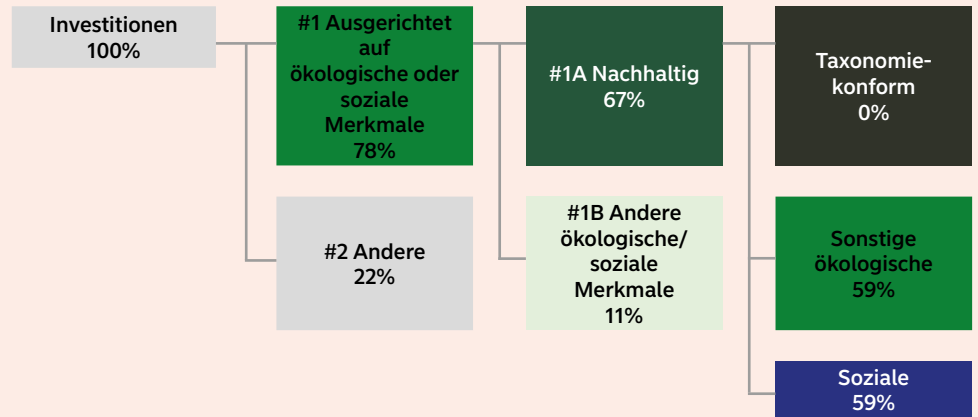 Investitionen
100%
#1 Ausgerichtet
auf
ökologische oder
soziale
Merkmale
78%
#2 Andere
22%
#1A Nachhaltig
67%
#1B Andere
ökologische/
soziale
Merkmale
11%
Taxonomie-
konform
0%
Sonstige
ökologische
59%
Soziale
59%